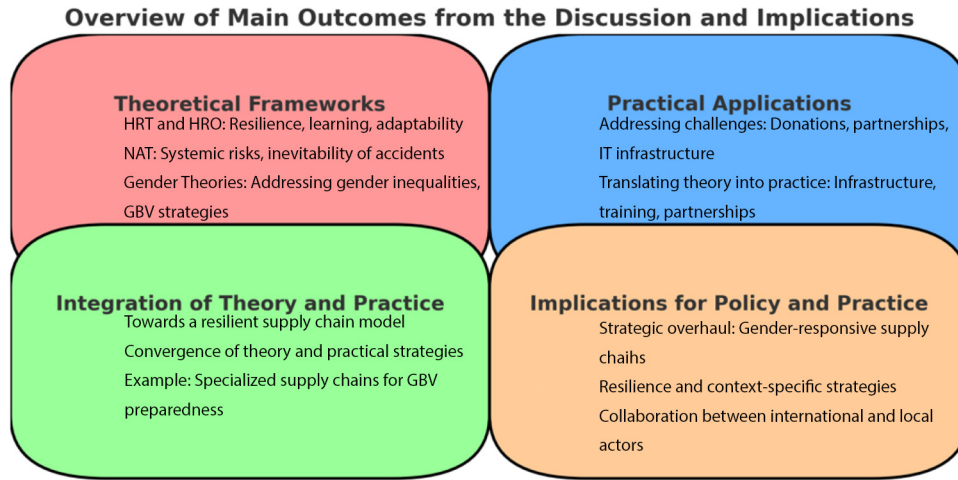 Overview of Main Outcomes from the Discussion and Implications
Theoretical Frameworks
HRT and HRO: Resilience, learning, adaptability
NAT: Systemic risks, inevitability of accidents
Gender Theories: Addressing gender inequalities,
GBV strategies
Practical Applications
Addressing challenges: Donations, partnerships,
IT infrastructure
Translating theory into practice: Infrastructure,
training, partnerships
Integration of Theory and Practice
Towards a resilient supply chain model
Convergence of theory and practical strategies
Example: Specialized supply chains for GBV
preparedness
Implications for Policy and Practice
Strategic overhaul: Gender-responsive supply
chaihs
Resilience and context-specific strategies
Collaboration between international and local
actors